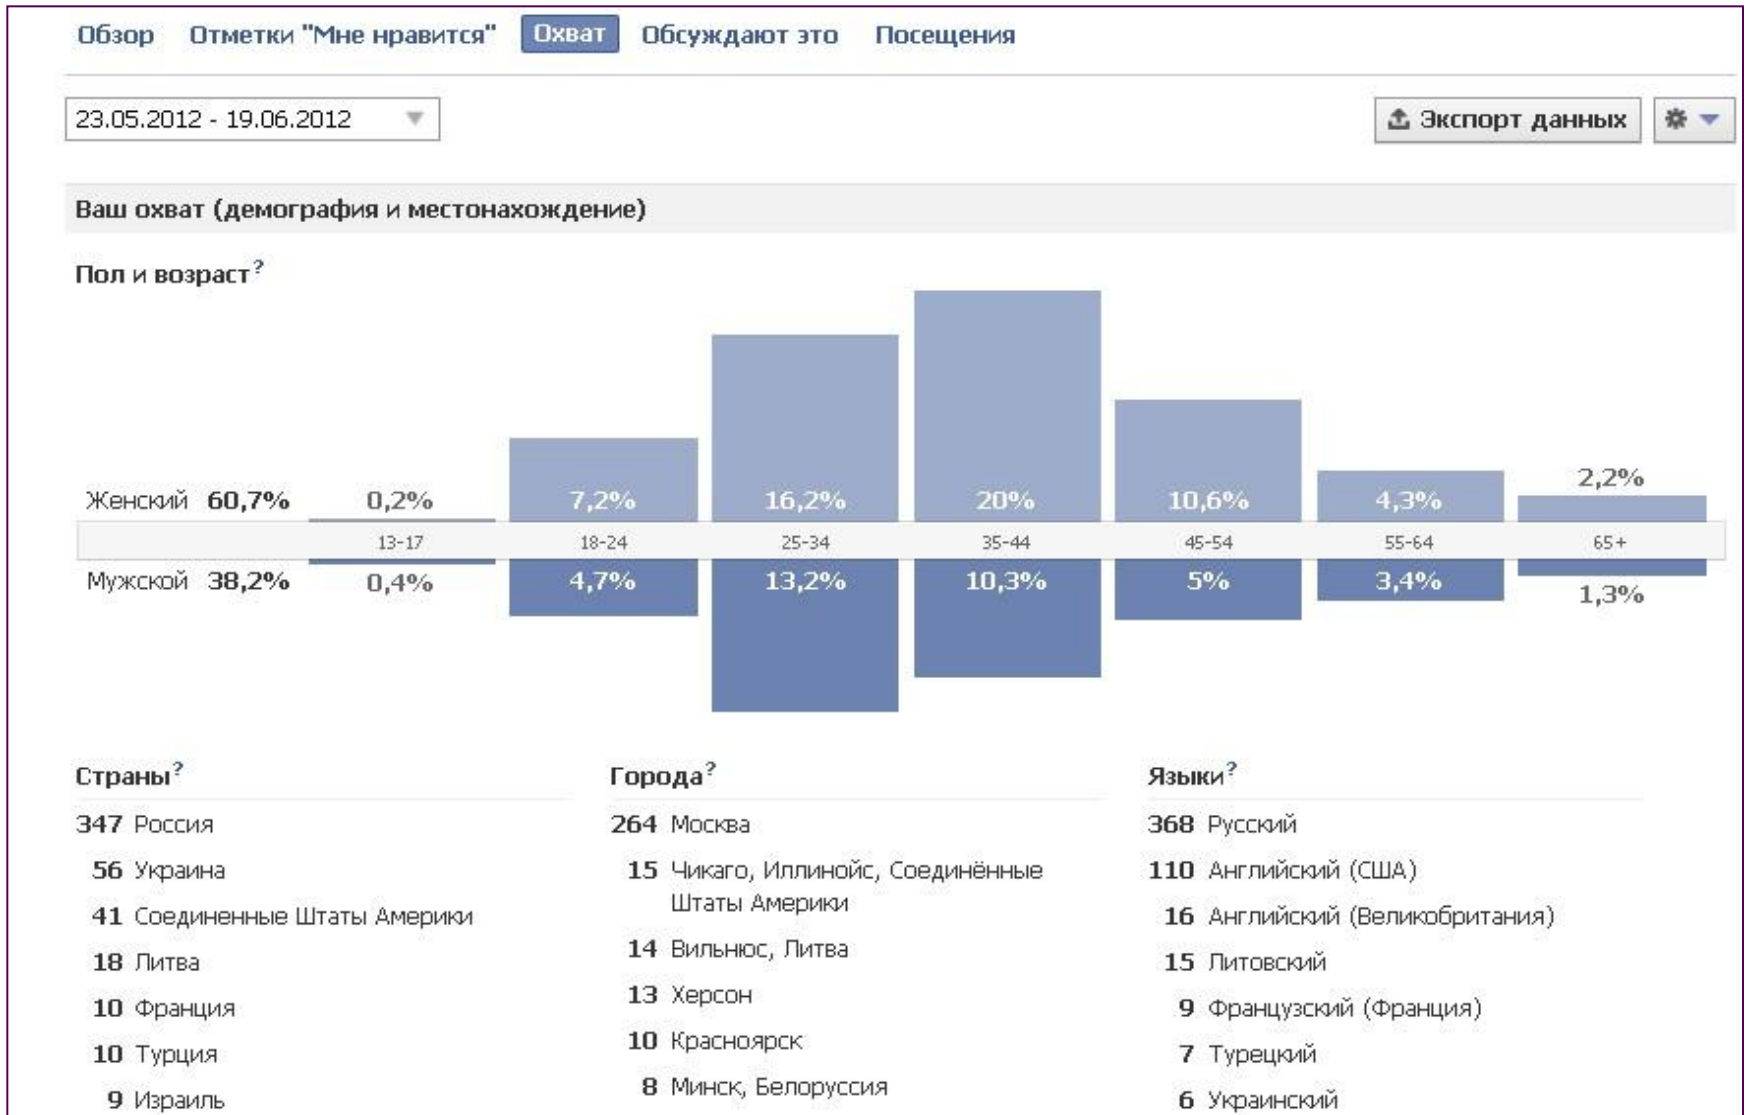 Обзор Отметки "Мне нравится" Охват Обсуждают это Посещения
23.05.2012 - 19.06.2012 Экспорт данных
Ваш охват (демография и местонахождение)
Пол и возраст?
Женский 60,7% 0,2% 7,2% 16,2% 20% 10,6% 4,3% 2,2%
13-17 18-24 25-34 35-44 45-54 55-64 65+
Мужской 38,2% 0,4% 4,7% 13,2% 10,3% 5% 3,4% 1,3%
Страны?
347 Россия
56 Украина
41 Соединенные Штаты Америки
18 Литва
10 Франция
10 Турция
9 Израиль
Города?
264 Москва
15 Чикаго, Иллинойс, Соединённые
Штаты Америки
14 Вильнюс, Литва
13 Херсон
10 Красноярск
8 Минск, Белоруссия
Языки?
368 Русский
110 Английский (США)
16 Английский (Великобритания)
15 Литовский
9 Французский (Франция)
7 Турецкий
6 Украинский